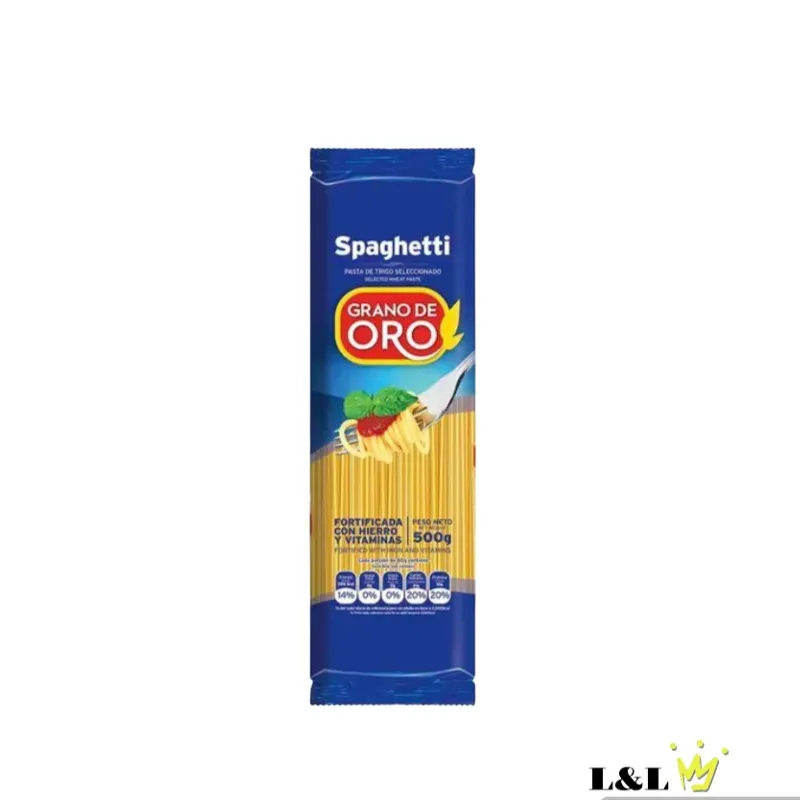 Spaghetti
PASTA DE TRIGO SELECCIONADO
SELECTED WHEAT PASTE
GRANO DE
ORO
FORTIFICADA
CON HIERRO
Y VITAMINAS
FORTIFIED WITH IRON AND VITAMINS
PESO NETO
500g
14% 0% 0% 20% 20%
L&L